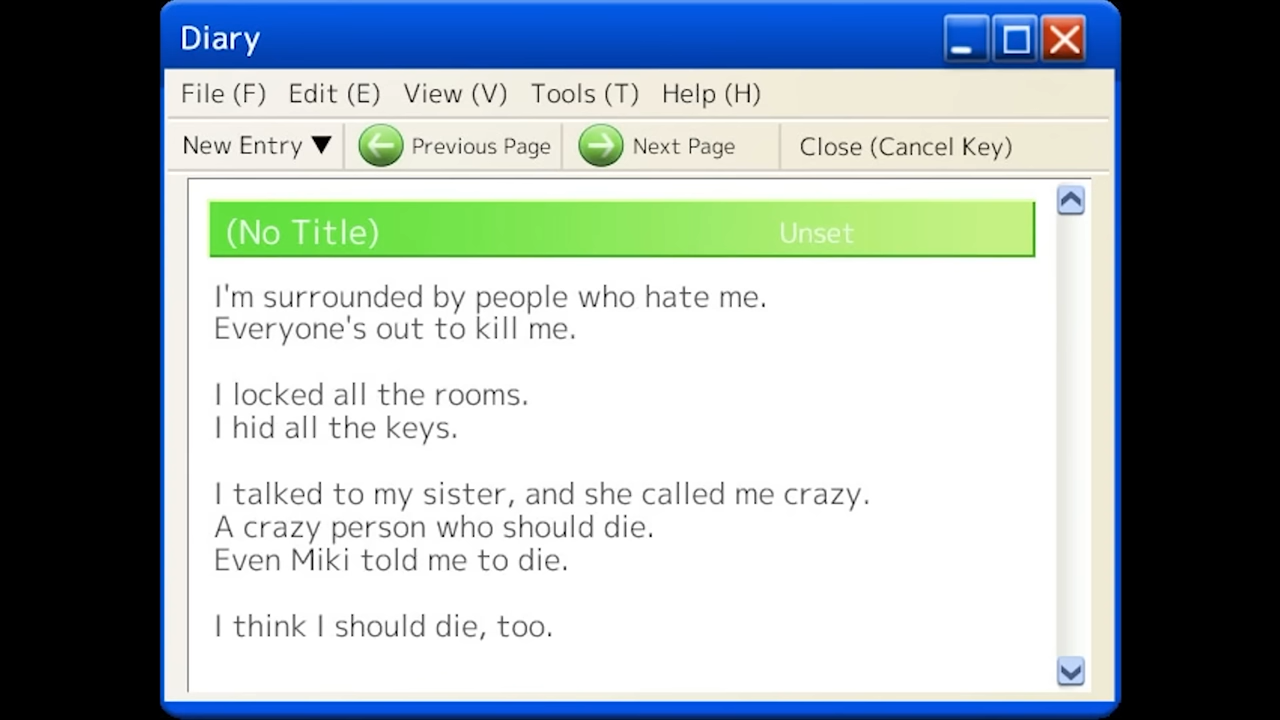 Diary
File (F) Edit (E) View (V) Tools (T) Help (H)
New Entry ▼ Previous Page Next Page Close (Cancel Key)
(No Title) Unset
I'm surrounded by people who hate me.
Everyone's out to kill me.
I locked all the rooms.
I hid all the keys.
I talked to my sister, and she called me crazy.
A crazy person who should die.
Even Miki told me to die.
I think I should die, too.